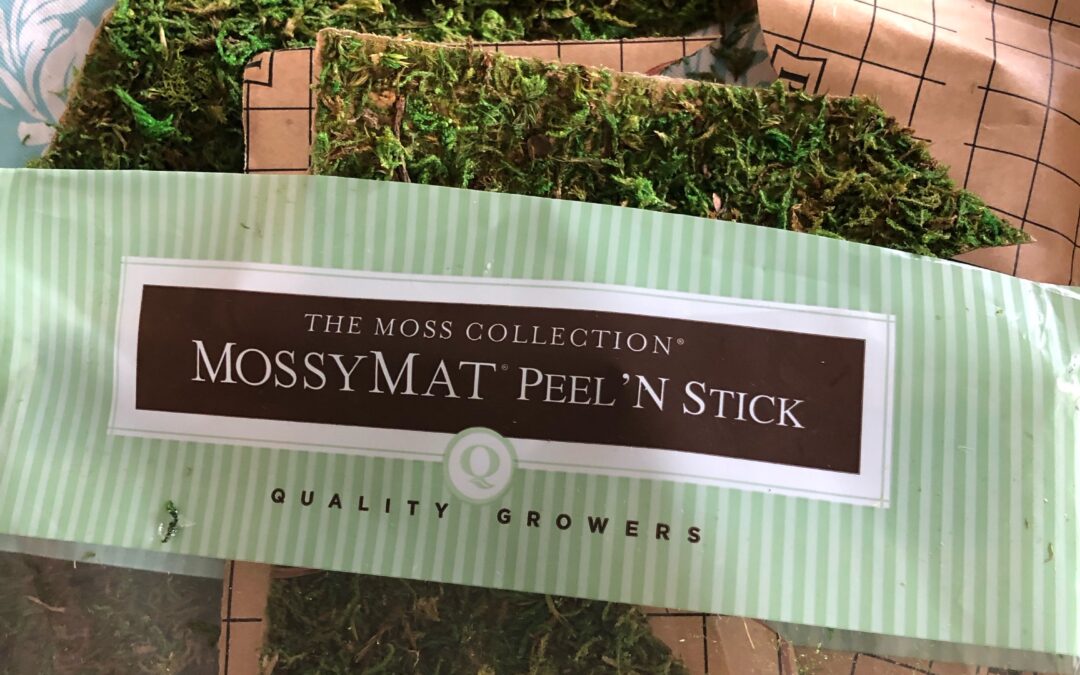 THE MOSS COLLECTION®
MOSSYMAT® PEEL 'N STICK
Q
QUALITY GROWERS